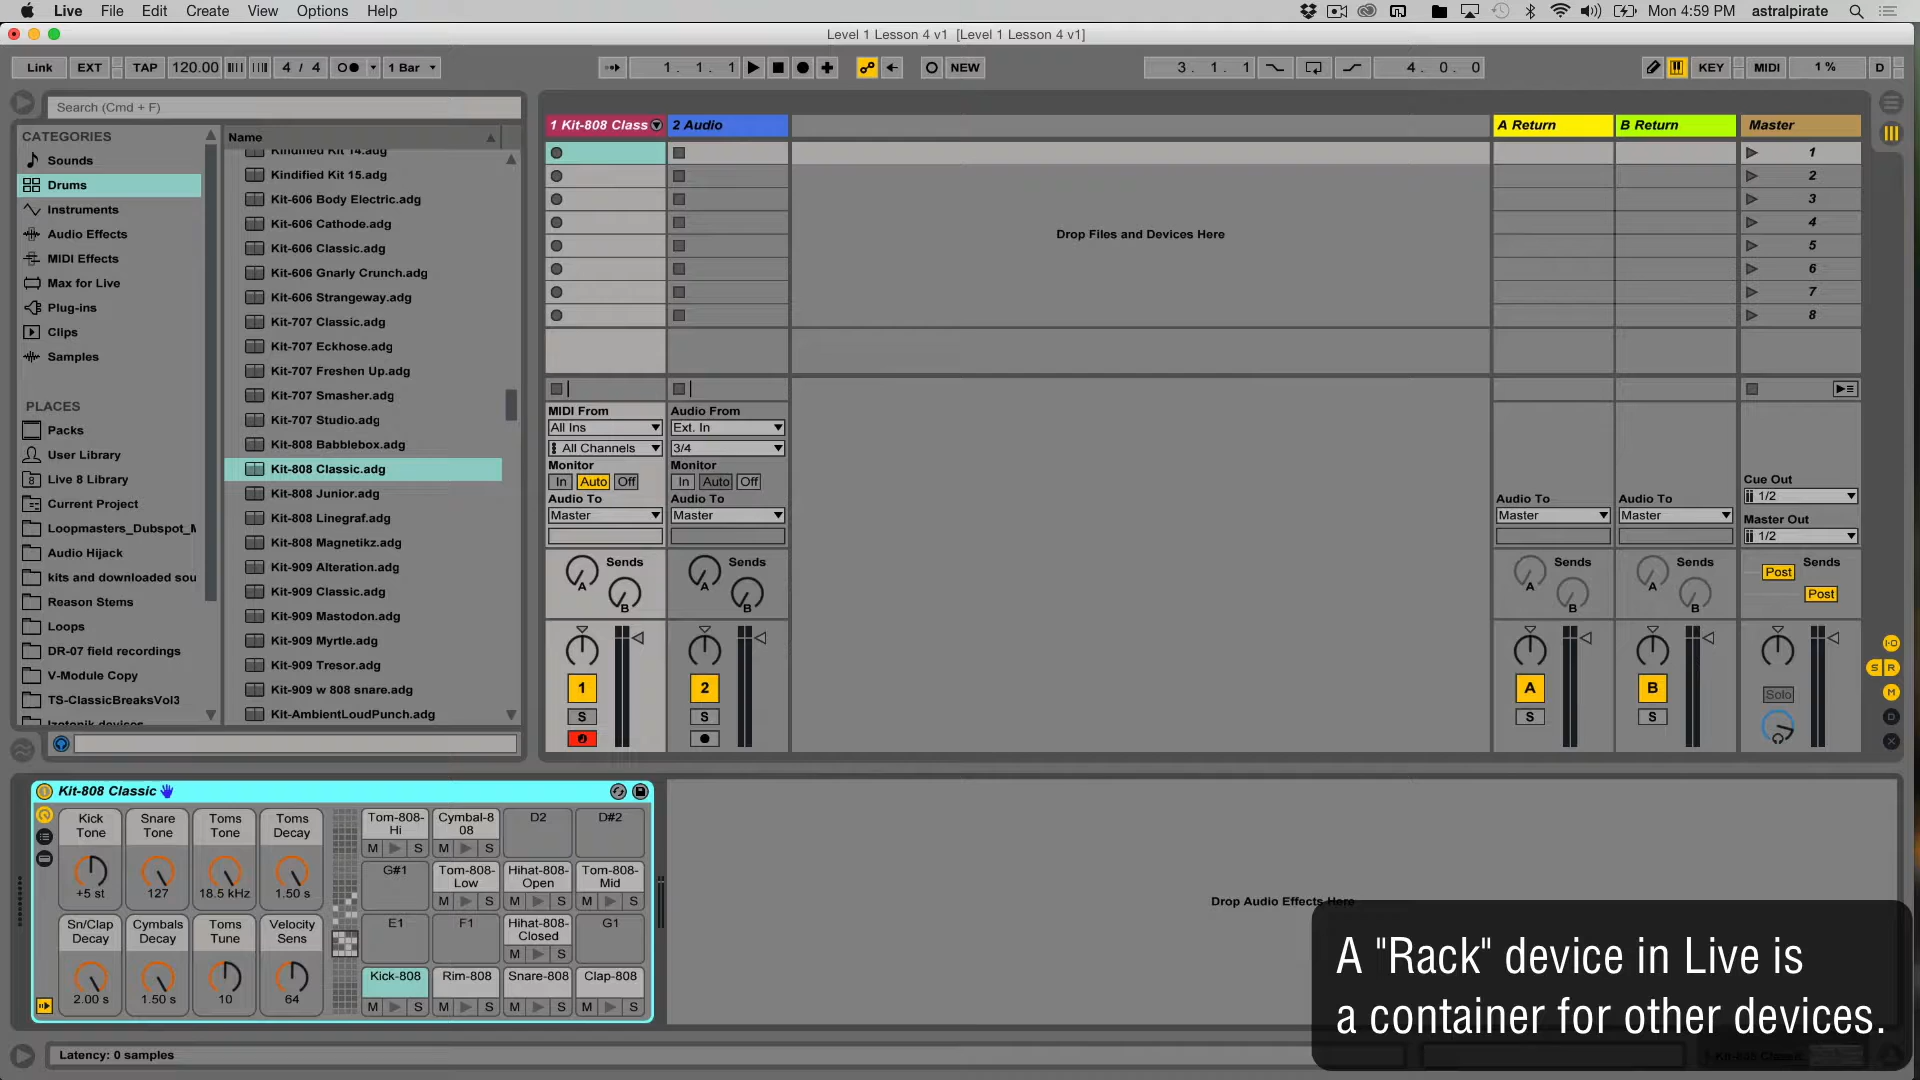 Live File Edit Create View Options Help
Mon 4:59 PM astralpirate
Level 1 Lesson 4 v1 [Level 1 Lesson 4 v1]
Link EXT TAP 120.00 4 / 4 1 Bar
1. 1. 1 NEW
3. 1. 1 4. 0. 0 KEY MIDI 1 % D
Search (Cmd + F)
CATEGORIES
Sounds
Drums
Instruments
Audio Effects
MIDI Effects
Max for Live
Plug-ins
Clips
Samples
PLACES
Packs
User Library
Live 8 Library
Current Project
Loopmasters_Dubspot_M
Audio Hijack
kits and downloaded sou
Reason Stems
Loops
DR-07 field recordings
V-Module Copy
TS-ClassicBreaksVol3
Izotonik devices
Name
Kindified Kit 14.adg
Kindified Kit 15.adg
Kit-606 Body Electric.adg
Kit-606 Cathode.adg
Kit-606 Classic.adg
Kit-606 Gnarly Crunch.adg
Kit-606 Strangeway.adg
Kit-707 Classic.adg
Kit-707 Eckhose.adg
Kit-707 Freshen Up.adg
Kit-707 Smasher.adg
Kit-707 Studio.adg
Kit-808 Babblebox.adg
Kit-808 Classic.adg
Kit-808 Junior.adg
Kit-808 Linegraf.adg
Kit-808 Magnetikz.adg
Kit-909 Alteration.adg
Kit-909 Classic.adg
Kit-909 Mastodon.adg
Kit-909 Myrtle.adg
Kit-909 Tresor.adg
Kit-909 w 808 snare.adg
Kit-AmbientLoudPunch.adg
1 Kit-808 Class 2 Audio A Return B Return Master
1
2
3
4
5
6
7
8
Drop Files and Devices Here
MIDI From Audio From
All Ins Ext. In
All Channels 3/4
Monitor Monitor
In Auto Off In Auto Off
Audio To Audio To Audio To Audio To
Master Master Master Master
Cue Out
1/2
Master Out
1/2
Sends Sends Sends Sends Sends
A A A A Post
B B B B Post
1 2 A B Solo
S S S S
Kit-808 Classic
Kick Tone
+5 st
Snare Tone
127
Toms Tone
18.5 kHz
Toms Decay
1.50 s
Sn/Clap Decay
2.00 s
Cymbals Decay
1.50 s
Toms Tune
10
Velocity Sens
64
Tom-808-Hi Cymbal-808 D2 D#2
M S M S
G#1 Tom-808-Low Hihat-808-Open Tom-808-Mid
M S M S M S
E1 F1 Hihat-808-Closed G1
M S
Kick-808 Rim-808 Snare-808 Clap-808
M S M S M S M S
Drop Audio Effects Here
A "Rack" device in Live is
a container for other devices.
Latency: 0 samples